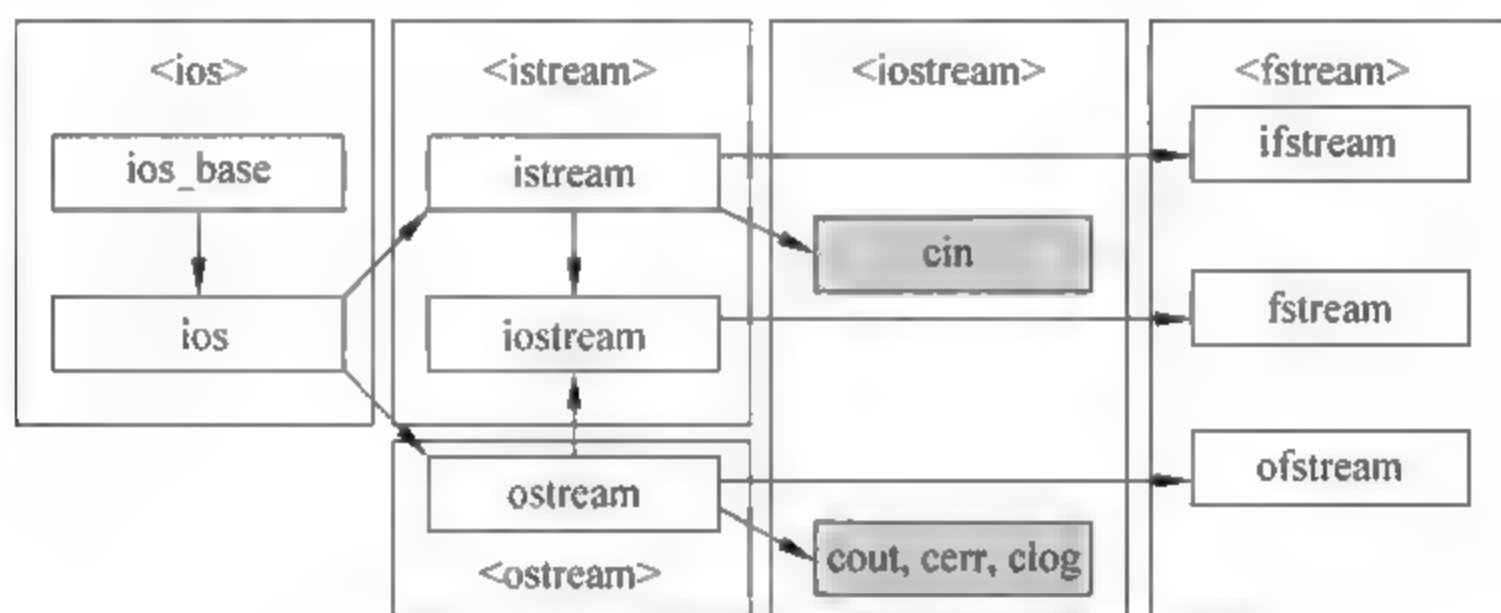 <ios>
ios_base
ios
<istream>
istream
iostream
ostream
<ostream>
<iostream>
cin
cout, cerr, clog
<fstream>
ifstream
fstream
ofstream